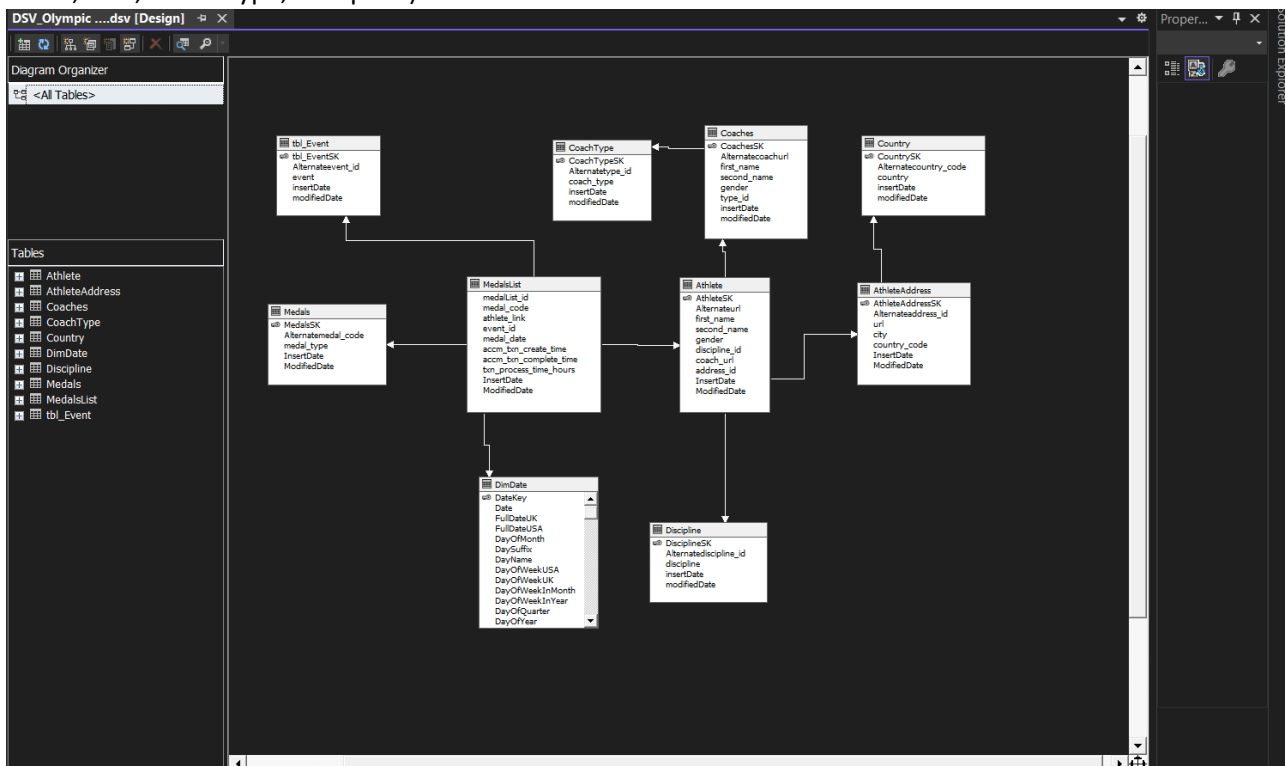 DSV_Olympic ....dsv [Design]
Proper...
Solution Explorer
Diagram Organizer
<All Tables>
Tables
Athlete
AthleteAddress
Coaches
CoachType
Country
DimDate
Discipline
Medals
MedalsList
tbl_Event
tbl_Event
tbl_EventSK
Alternateevent_id
event
insertDate
modifiedDate
CoachType
CoachTypeSK
Alternatetype_id
coach_type
insertDate
modifiedDate
Coaches
CoachesSK
Alternatecoachurl
first_name
second_name
gender
type_id
insertDate
modifiedDate
Country
CountrySK
Alternatecountry_code
country
insertDate
modifiedDate
Medals
MedalsSK
Alternatemedal_code
medal_type
InsertDate
ModifiedDate
MedalsList
medalList_id
medal_code
athlete_link
event_id
medal_date
accm_txn_create_time
accm_txn_complete_time
txn_process_time_hours
InsertDate
ModifiedDate
Athlete
AthleteSK
Alternateurl
first_name
second_name
gender
discipline_id
coach_url
address_id
InsertDate
ModifiedDate
AthleteAddress
AthleteAddressSK
Alternateaddress_id
url
city
country_code
InsertDate
ModifiedDate
DimDate
DateKey
Date
FullDateUK
FullDateUSA
DayOfMonth
DaySuffix
DayName
DayOfWeekUSA
DayOfWeekUK
DayOfWeekInMonth
DayOfWeekInYear
DayOfQuarter
DayOfYear
Discipline
DisciplineSK
Alternatediscipline_id
discipline
insertDate
modifiedDate